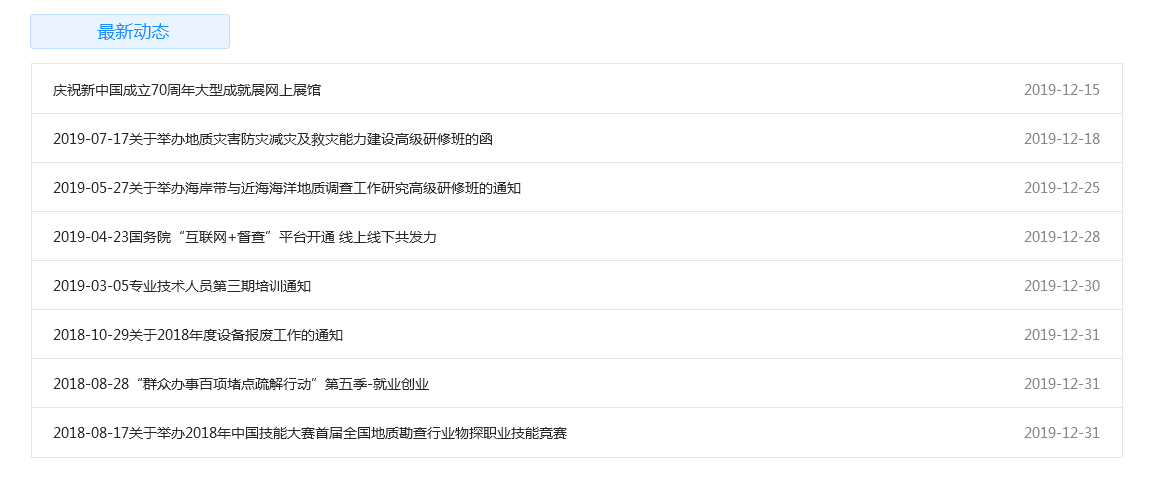 最新动态
庆祝新中国成立70周年大型成就展网上展馆 2019-12-15
2019-07-17关于举办地质灾害防灾减灾及救灾能力建设高级研修班的函 2019-12-18
2019-05-27关于举办海岸带与近海海洋地质调查工作研究高级研修班的通知 2019-12-25
2019-04-23国务院“互联网+督查”平台开通 线上线下共发力 2019-12-28
2019-03-05专业技术人员第三期培训通知 2019-12-30
2018-10-29关于2018年度设备报废工作的通知 2019-12-31
2018-08-28“群众办事百项堵点疏解行动”第五季-就业创业 2019-12-31
2018-08-17关于举办2018年中国技能大赛首届全国地质勘查行业物探职业技能竞赛 2019-12-31